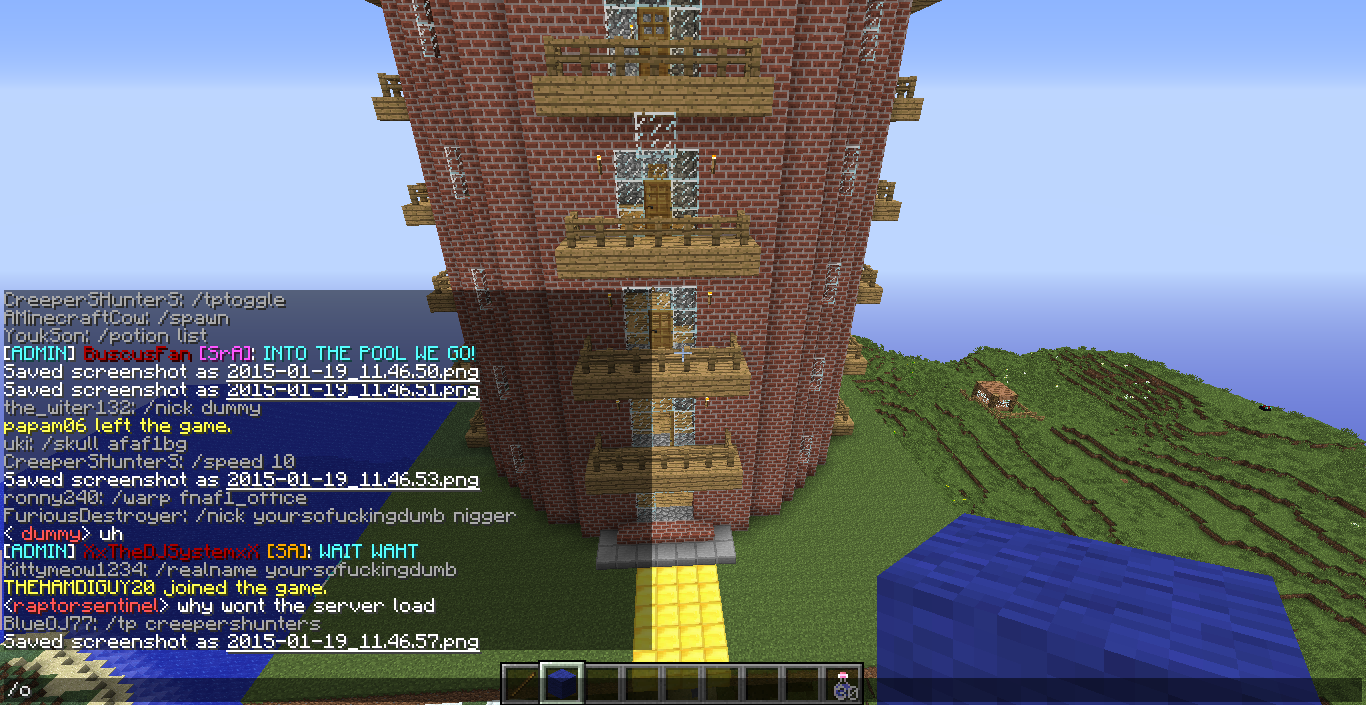 Creeper5Hunter5: /tptoggle
AMinecraftCow: /spawn
YoukSon: /potion list
[ADMIN] BuscusFan [SrA]: INTO THE POOL WE GO!
Saved screenshot as 2015-01-19_11.46.50.png
Saved screenshot as 2015-01-19_11.46.51.png
the_witer132: /nick dummy
papam06 left the game.
uki: /skull afaf1bg
Creeper5Hunter5: /speed 10
Saved screenshot as 2015-01-19_11.46.53.png
ronny240: /warp fnaf1_office
FuriousDestroyer: /nick yoursofuckingdumb nigger
< dummy> uh
[ADMIN] XxTheDJSystemxX [SA]: WAIT WAHT
Kittymeow1234: /realname yoursofuckingdumb
THEHAMDIGUY20 joined the game.
<raptorsentinel> why wont the server load
BlueOJ77: /tp creepershunters
Saved screenshot as 2015-01-19_11.46.57.png
/o